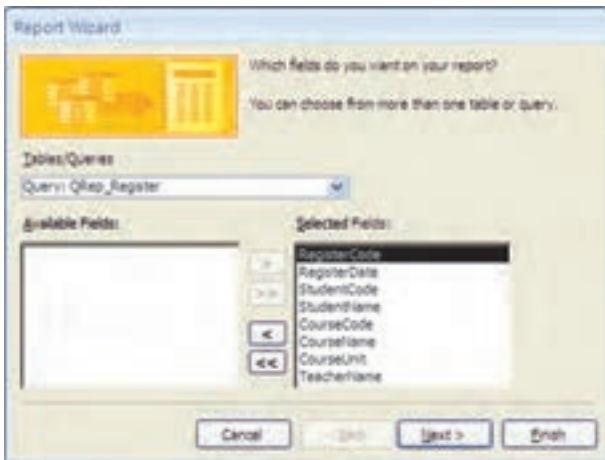 Report Wizard
Which fields do you want on your report?
You can choose from more than one table or query.
Tables/Queries
Query: QRep_Register
Available Fields:
Selected Fields:
RegisterCode
RegisterDate
StudentCode
StudentName
CourseCode
CourseName
CourseUnit
TeacherName
>
>>
<
<<
Cancel
Next >
Finish